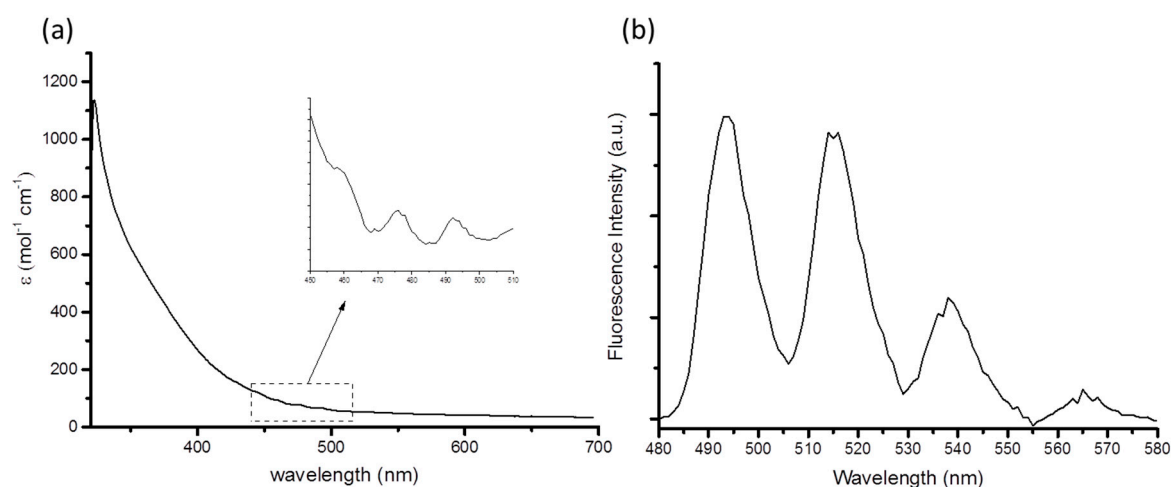 (a)
1200
1000
800
600
400
200
0
ε (mol⁻¹ cm⁻¹)
450 460 470 480 490 500 510
400 500 600 700
wavelength (nm)
(b)
Fluorescence Intensity (a.u.)
480 490 500 510 520 530 540 550 560 570 580
Wavelength (nm)